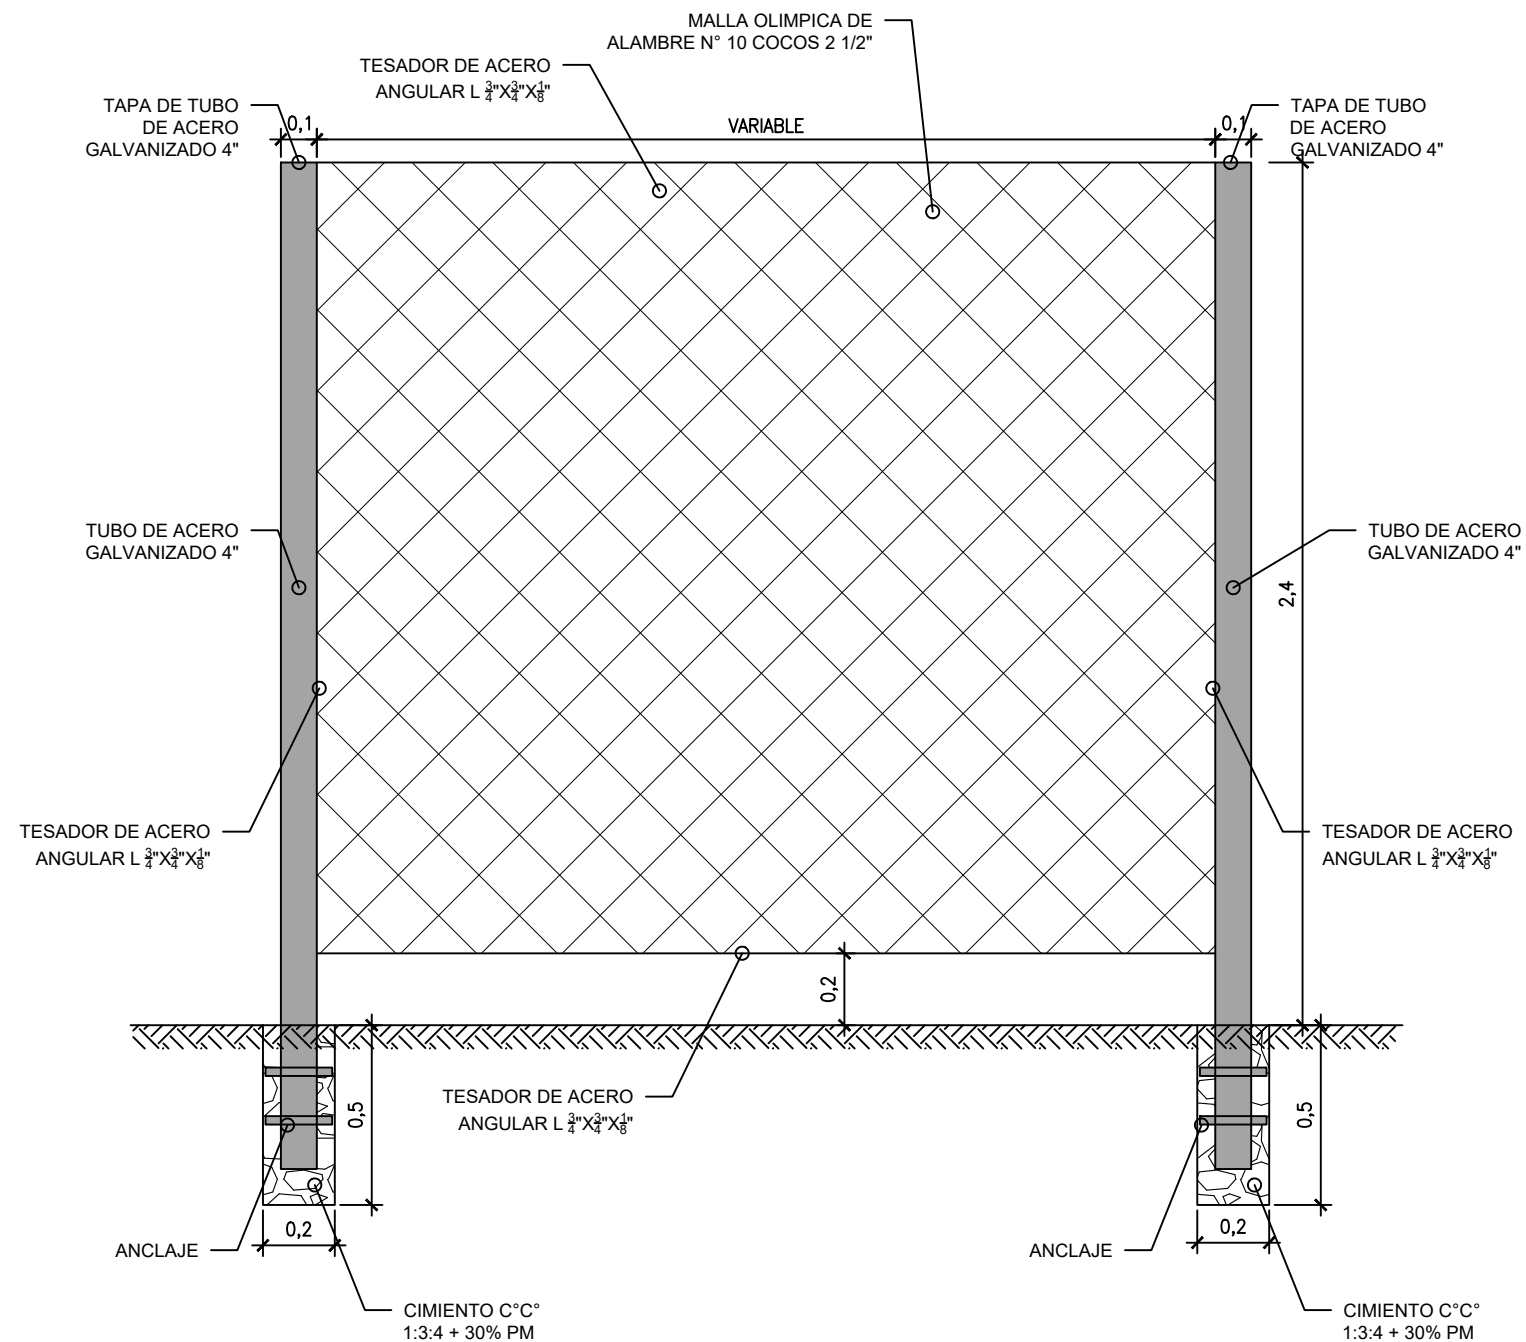 MALLA OLIMPICA DE
ALAMBRE N° 10 COCOS 2 1/2"
TESADOR DE ACERO
ANGULAR L 3/4"X3/4"X1/8"
TAPA DE TUBO
DE ACERO
GALVANIZADO 4"
0,1
VARIABLE
0,1
TAPA DE TUBO
DE ACERO
GALVANIZADO 4"
TUBO DE ACERO
GALVANIZADO 4"
TUBO DE ACERO
GALVANIZADO 4"
2,4
TESADOR DE ACERO
ANGULAR L 3/4"X3/4"X1/8"
TESADOR DE ACERO
ANGULAR L 3/4"X3/4"X1/8"
0,2
TESADOR DE ACERO
ANGULAR L 3/4"X3/4"X1/8"
0,5
0,5
0,2
0,2
ANCLAJE
ANCLAJE
CIMIENTO C°C°
1:3:4 + 30% PM
CIMIENTO C°C°
1:3:4 + 30% PM